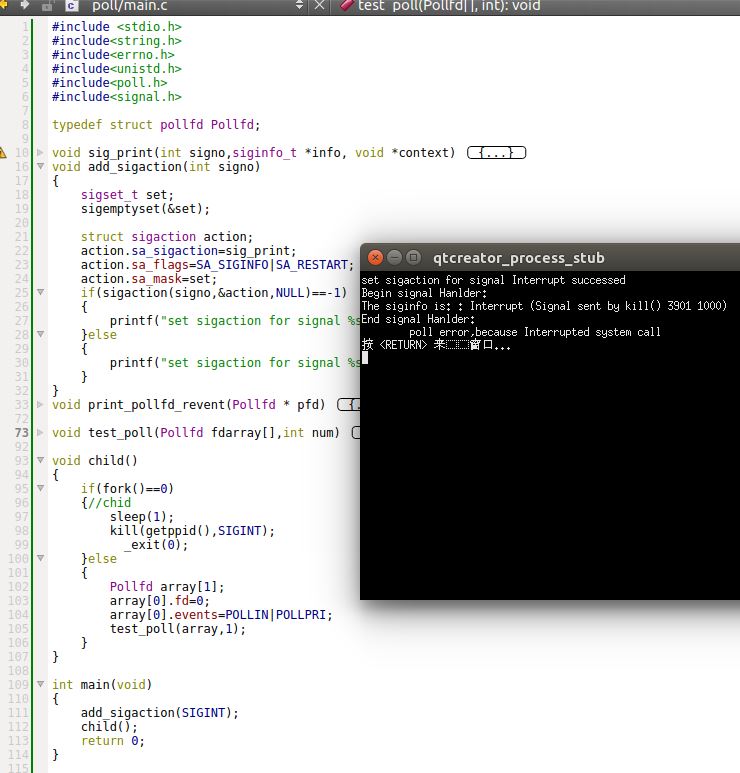 poll/main.c test_poll(Pollfd[], int): void
1 #include <stdio.h>
2 #include<string.h>
3 #include<errno.h>
4 #include<unistd.h>
5 #include<poll.h>
6 #include<signal.h>
7
8 typedef struct pollfd Pollfd;
9
10 void sig_print(int signo,siginfo_t *info, void *context) {...}
16 void add_sigaction(int signo)
17 {
18 sigset_t set;
19 sigemptyset(&set);
20
21 struct sigaction action;
22 action.sa_sigaction=sig_print;
23 action.sa_flags=SA_SIGINFO|SA_RESTART;
24 action.sa_mask=set;
25 if(sigaction(signo,&action,NULL)==-1)
26 {
27 printf("set sigaction for signal %s
28 }else
29 {
30 printf("set sigaction for signal %s
31 }
32 }
33 void print_pollfd_revent(Pollfd * pfd) {.
72
73 void test_poll(Pollfd fdarray[],int num)
92
93 void child()
94 {
95 if(fork()==0)
96 {//chid
97 sleep(1);
98 kill(getppid(),SIGINT);
99 _exit(0);
100 }else
101 {
102 Pollfd array[1];
103 array[0].fd=0;
104 array[0].events=POLLIN|POLLPRI;
105 test_poll(array,1);
106 }
107 }
108
109 int main(void)
110 {
111 add_sigaction(SIGINT);
112 child();
113 return 0;
114 }
115
qtcreator_process_stub
set sigaction for signal Interrupt successed
Begin signal Hanlder:
The siginfo is: : Interrupt (Signal sent by kill() 3901 1000)
End signal Hanlder:
poll error,because Interrupted system call
按 <RETURN> 来窗口...